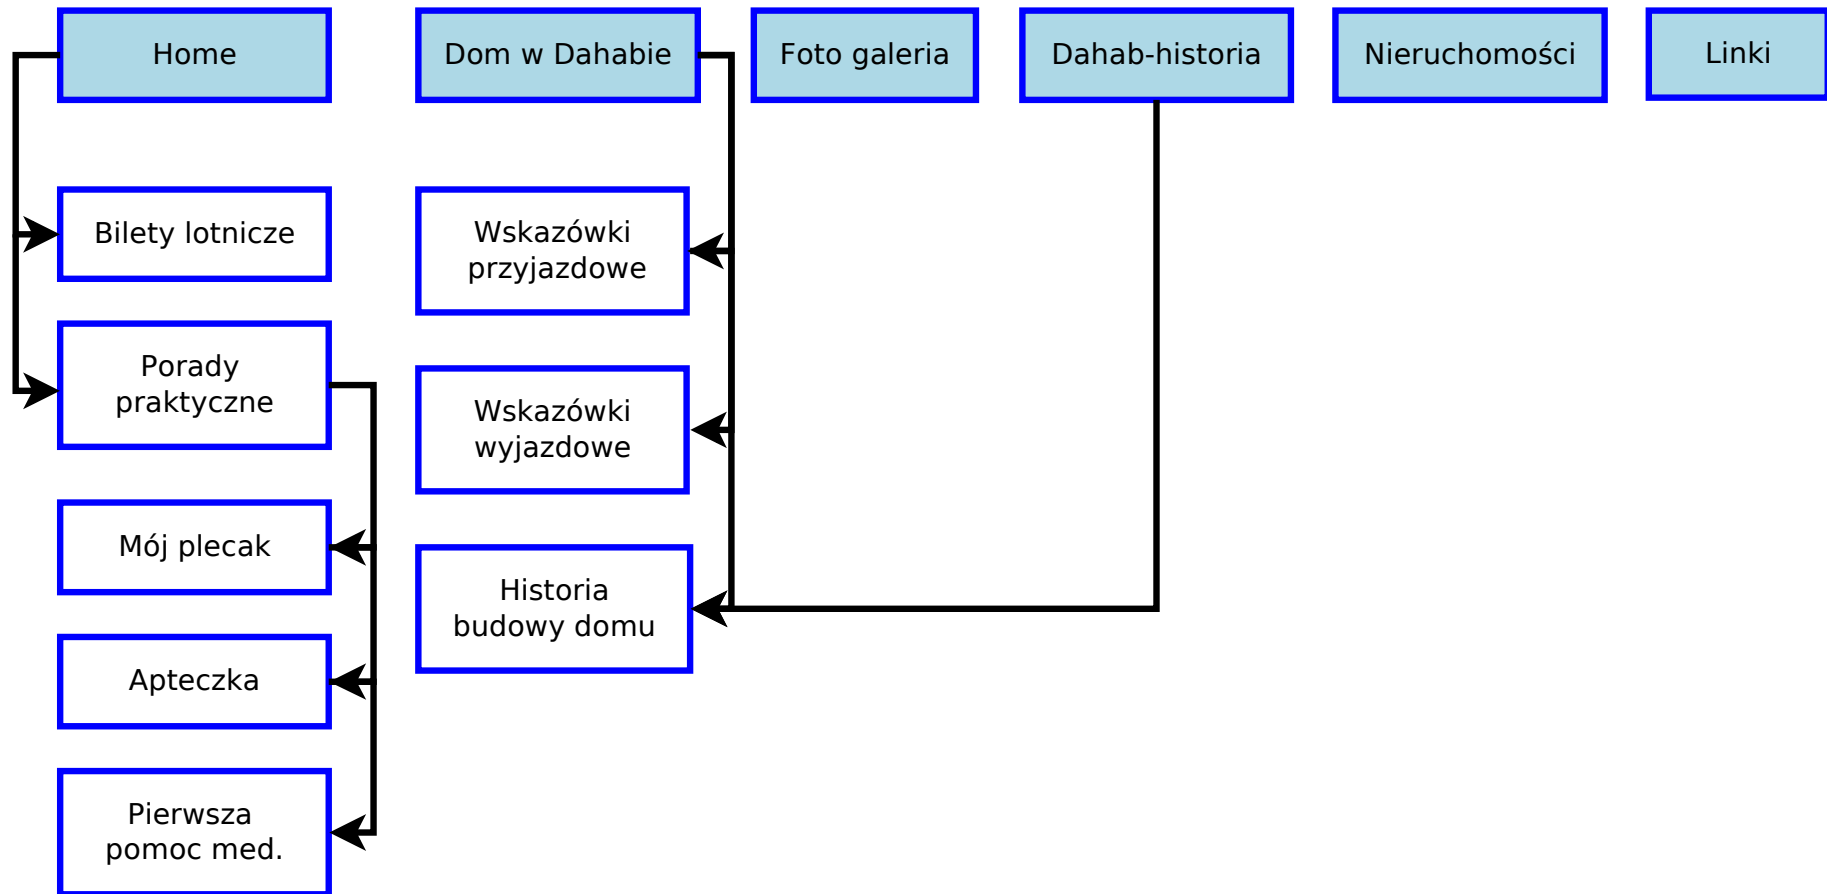 Home
Dom w Dahabie
Foto galeria
Dahab-historia
Nieruchomości
Linki
Bilety lotnicze
Porady
praktyczne
Mój plecak
Apteczka
Pierwsza
pomoc med.
Wskazówki
przyjazdowe
Wskazówki
wyjazdowe
Historia
budowy domu